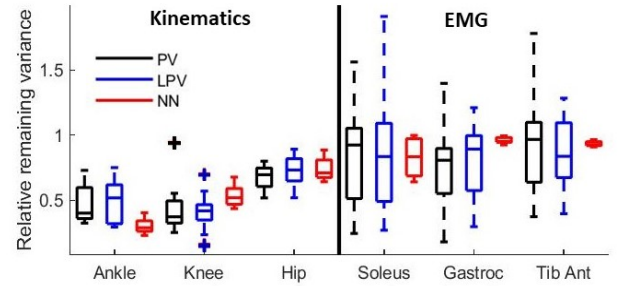 Kinematics
EMG
Relative remaining variance
1.5
1
0.5
PV
LPV
NN
Ankle
Knee
Hip
Soleus
Gastroc
Tib Ant